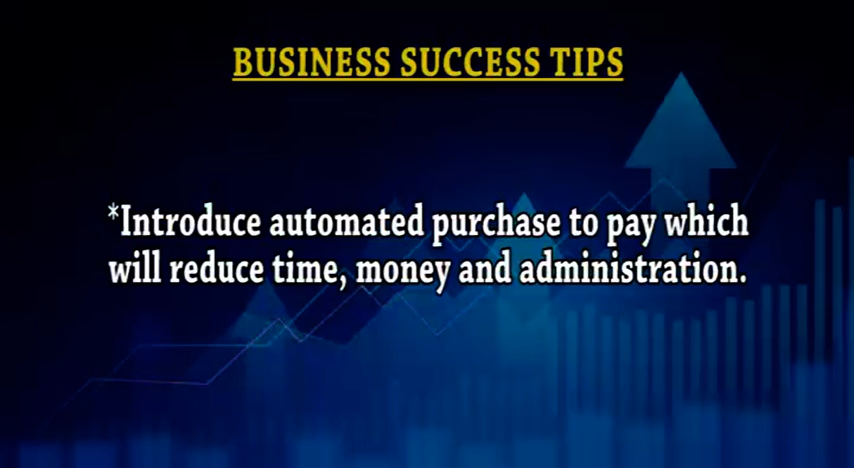 BUSINESS SUCCESS TIPS
*Introduce automated purchase to pay which
will reduce time, money and administration.